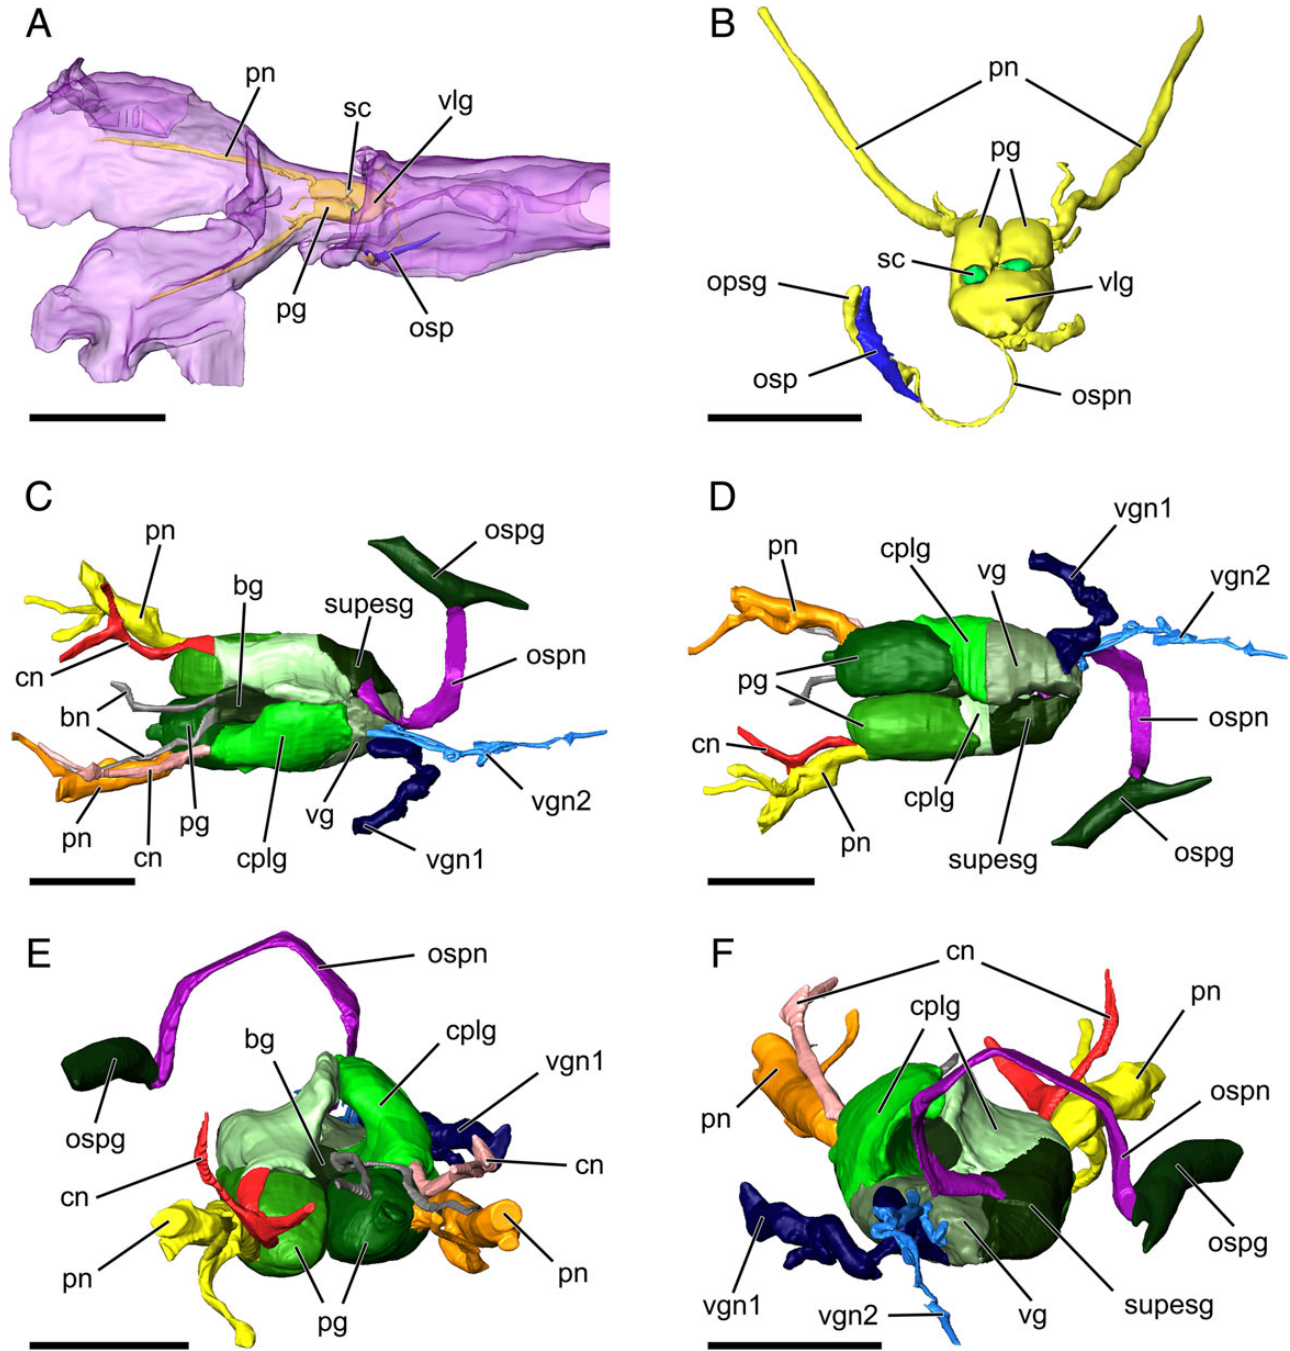 A
pn
sc
vlg
pg
osp
B
pn
pg
sc
vlg
opsg
osp
ospn
C
pn
ospg
bg
supesg
cn
ospn
bn
vgn2
pn
pg
cn
cplg
vg
vgn1
D
vgn1
pn
cplg
vg
vgn2
pg
cn
ospn
cplg
pn
supesg
ospg
E
ospn
bg
cplg
vgn1
ospg
cn
cn
pn
pn
pg
F
cn
cplg
pn
pn
ospn
ospg
vgn1
vgn2
vg
supesg